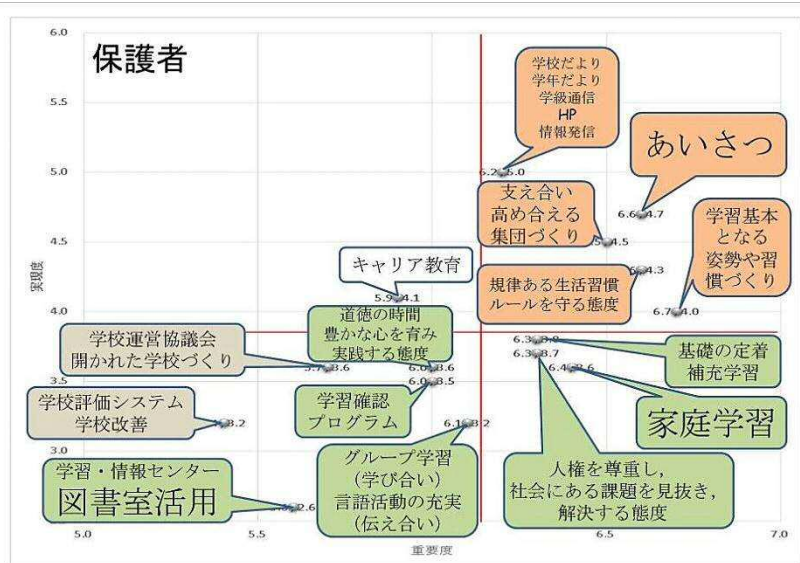 保護者
6.0
5.5
5.0
4.5
4.0
3.5
3.0
実現度
学校だより
学年だより
学級通信
HP
情報発信
6.2 5.0
あいさつ
6.6 4.7
支え合い
高め合える
集団づくり
4.5
学習基本
となる
姿勢や習
慣づくり
6.7 4.0
規律ある生活習慣
ルールを守る態度
4.3
キャリア教育
5.9 4.1
道徳の時間
豊かな心を育み
実践する態度
6.0 3.6
学校運営協議会
開かれた学校づくり
3.6
学校評価システム
学校改善
3.2
学習確認
プログラム
6.0 3.5
基礎の定着
補充学習
6.3
家庭学習
6.4 3.6
人権を尊重し,
社会にある課題を見抜き,
解決する態度
6.3 3.7
グループ学習
(学び合い)
言語活動の充実
(伝え合い)
6.1 3.2
学習・情報センター
図書室活用
2.6
5.0
5.5
6.5
7.0
重要度